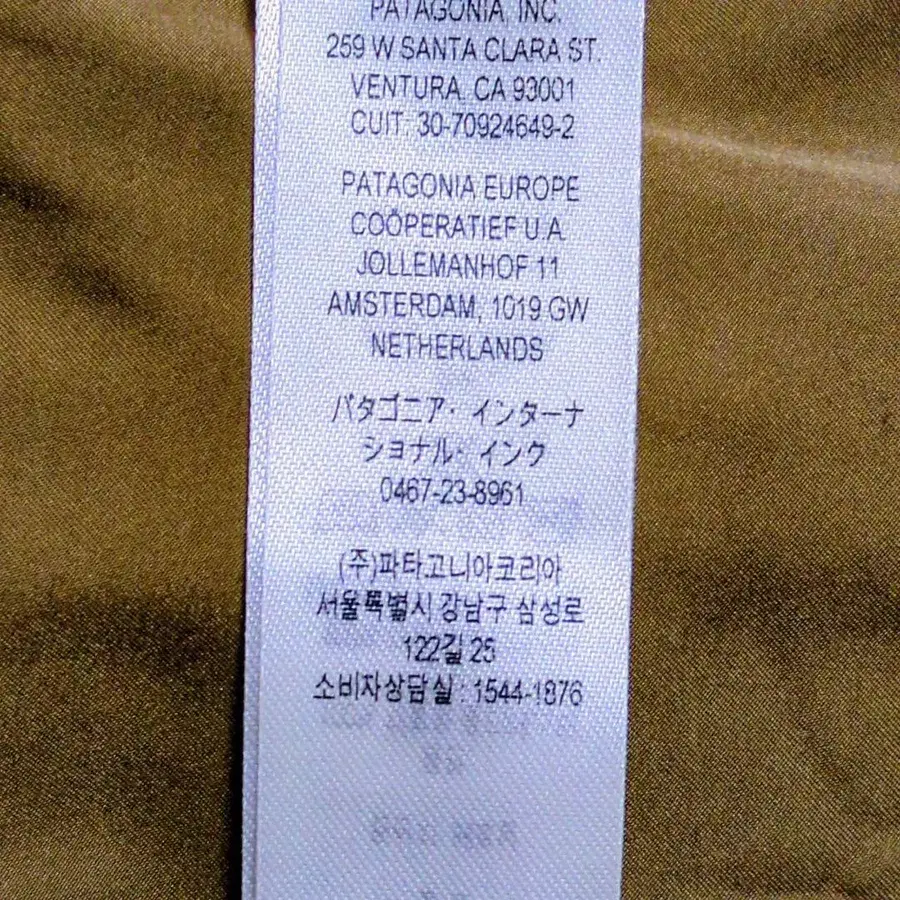 PATAGONIA, INC.
259 W SANTA CLARA ST.
VENTURA. CA 93001
CUIT: 30-70924649-2
PATAGONIA EUROPE
COÖPERATIEF U.A.
JOLLEMANHOF 11
AMSTERDAM, 1019 GW
NETHERLANDS
パタゴニア・インターナ
ショナル・インク
0467-23-8961
(주)파타고니아코리아
서울특별시 강남구 삼성로
122길 25
소비자상담실 : 1544-1876